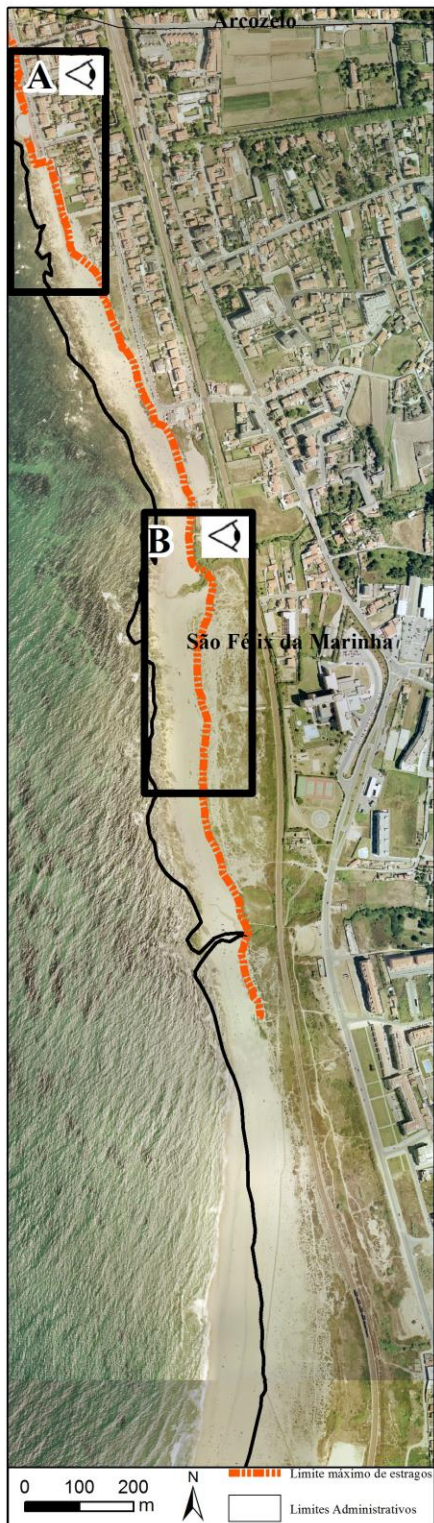 Arcozelo
A
B
São Félix da Marinha
0 100 200
m
N
Limite máximo de estragos
Limites Administrativos